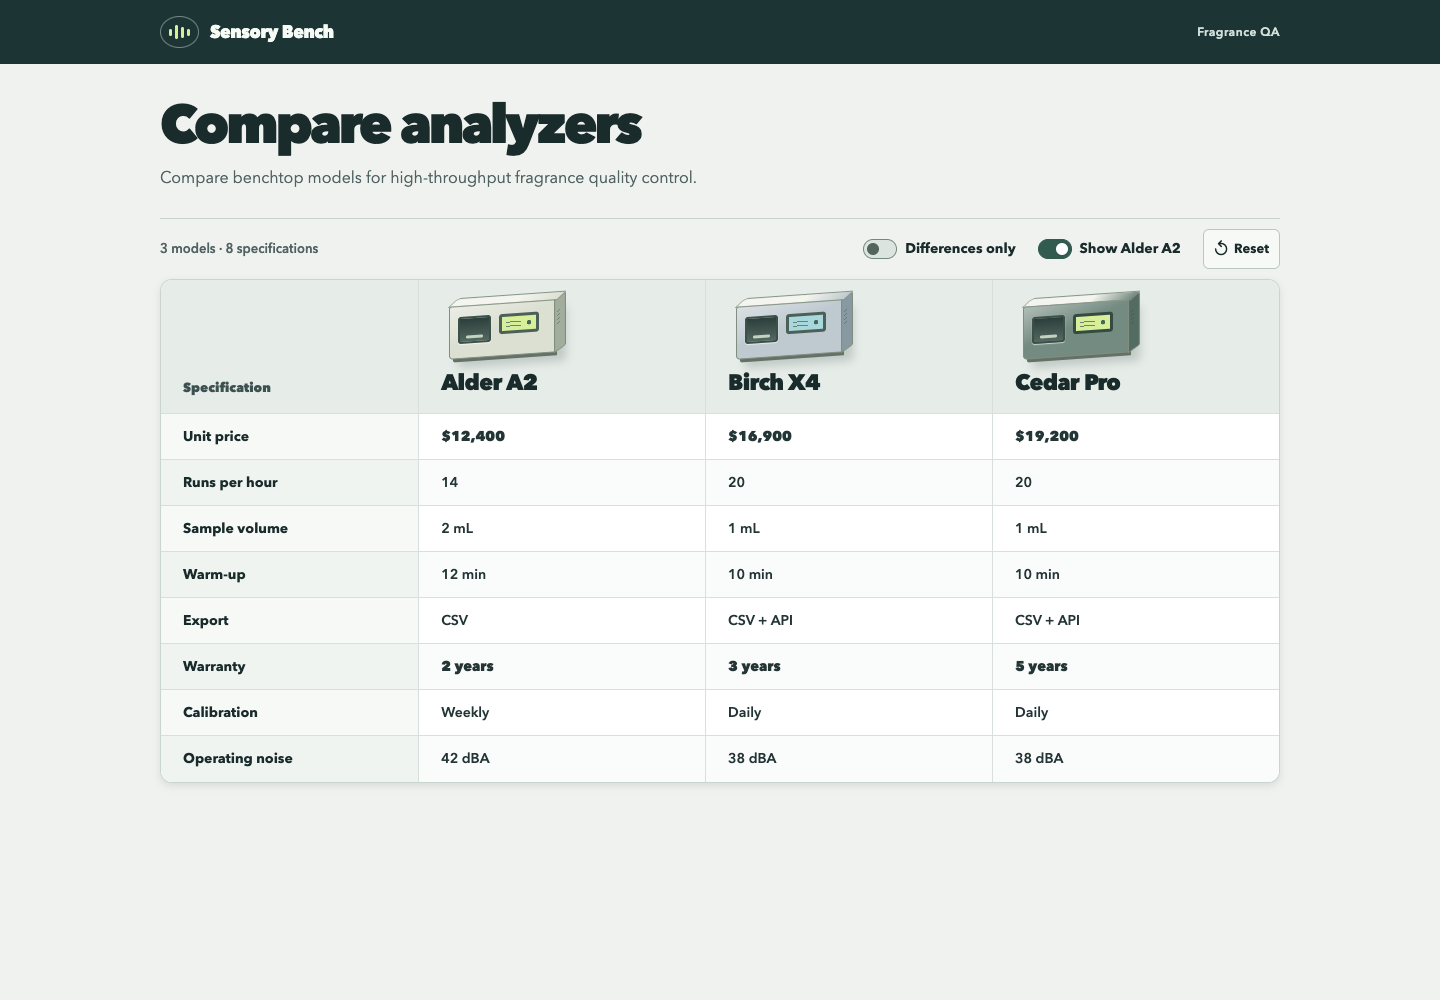 Sensory Bench
Fragrance QA
Compare analyzers
Compare benchtop models for high-throughput fragrance quality control.
3 models · 8 specifications
Differences only
Show Alder A2
Reset
Specification
Alder A2
Birch X4
Cedar Pro
Unit price
$12,400
$16,900
$19,200
Runs per hour
14
20
20
Sample volume
2 mL
1 mL
1 mL
Warm-up
12 min
10 min
10 min
Export
CSV
CSV + API
CSV + API
Warranty
2 years
3 years
5 years
Calibration
Weekly
Daily
Daily
Operating noise
42 dBA
38 dBA
38 dBA